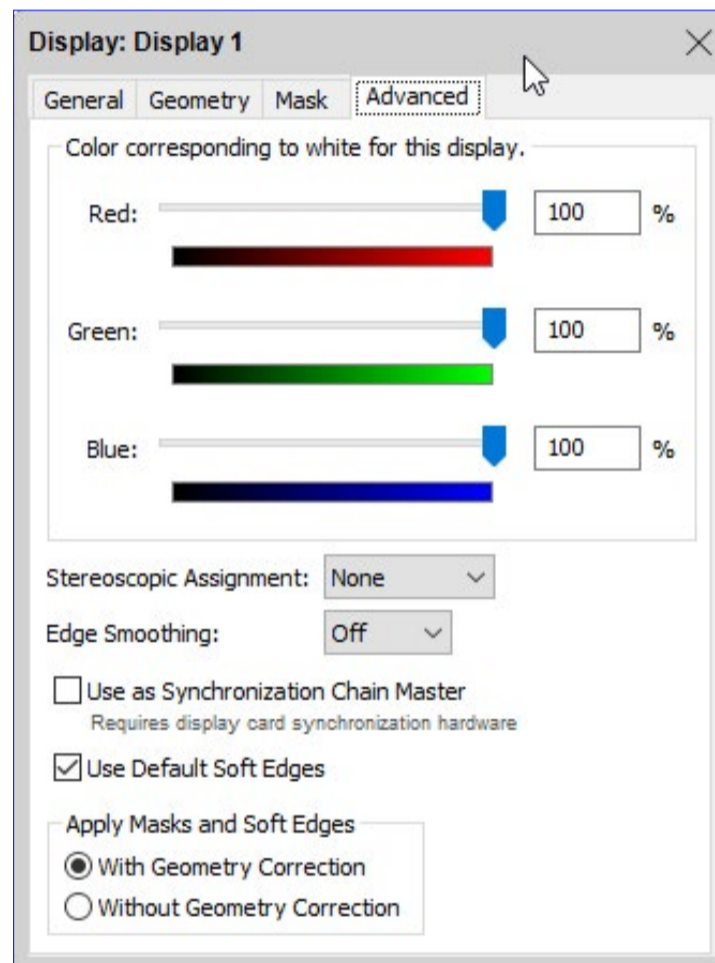 Display: Display 1
General Geometry Mask Advanced
Color corresponding to white for this display.
Red: 100 %
Green: 100 %
Blue: 100 %
Stereoscopic Assignment: None
Edge Smoothing: Off
Use as Synchronization Chain Master
Requires display card synchronization hardware
Use Default Soft Edges
Apply Masks and Soft Edges
With Geometry Correction
Without Geometry Correction